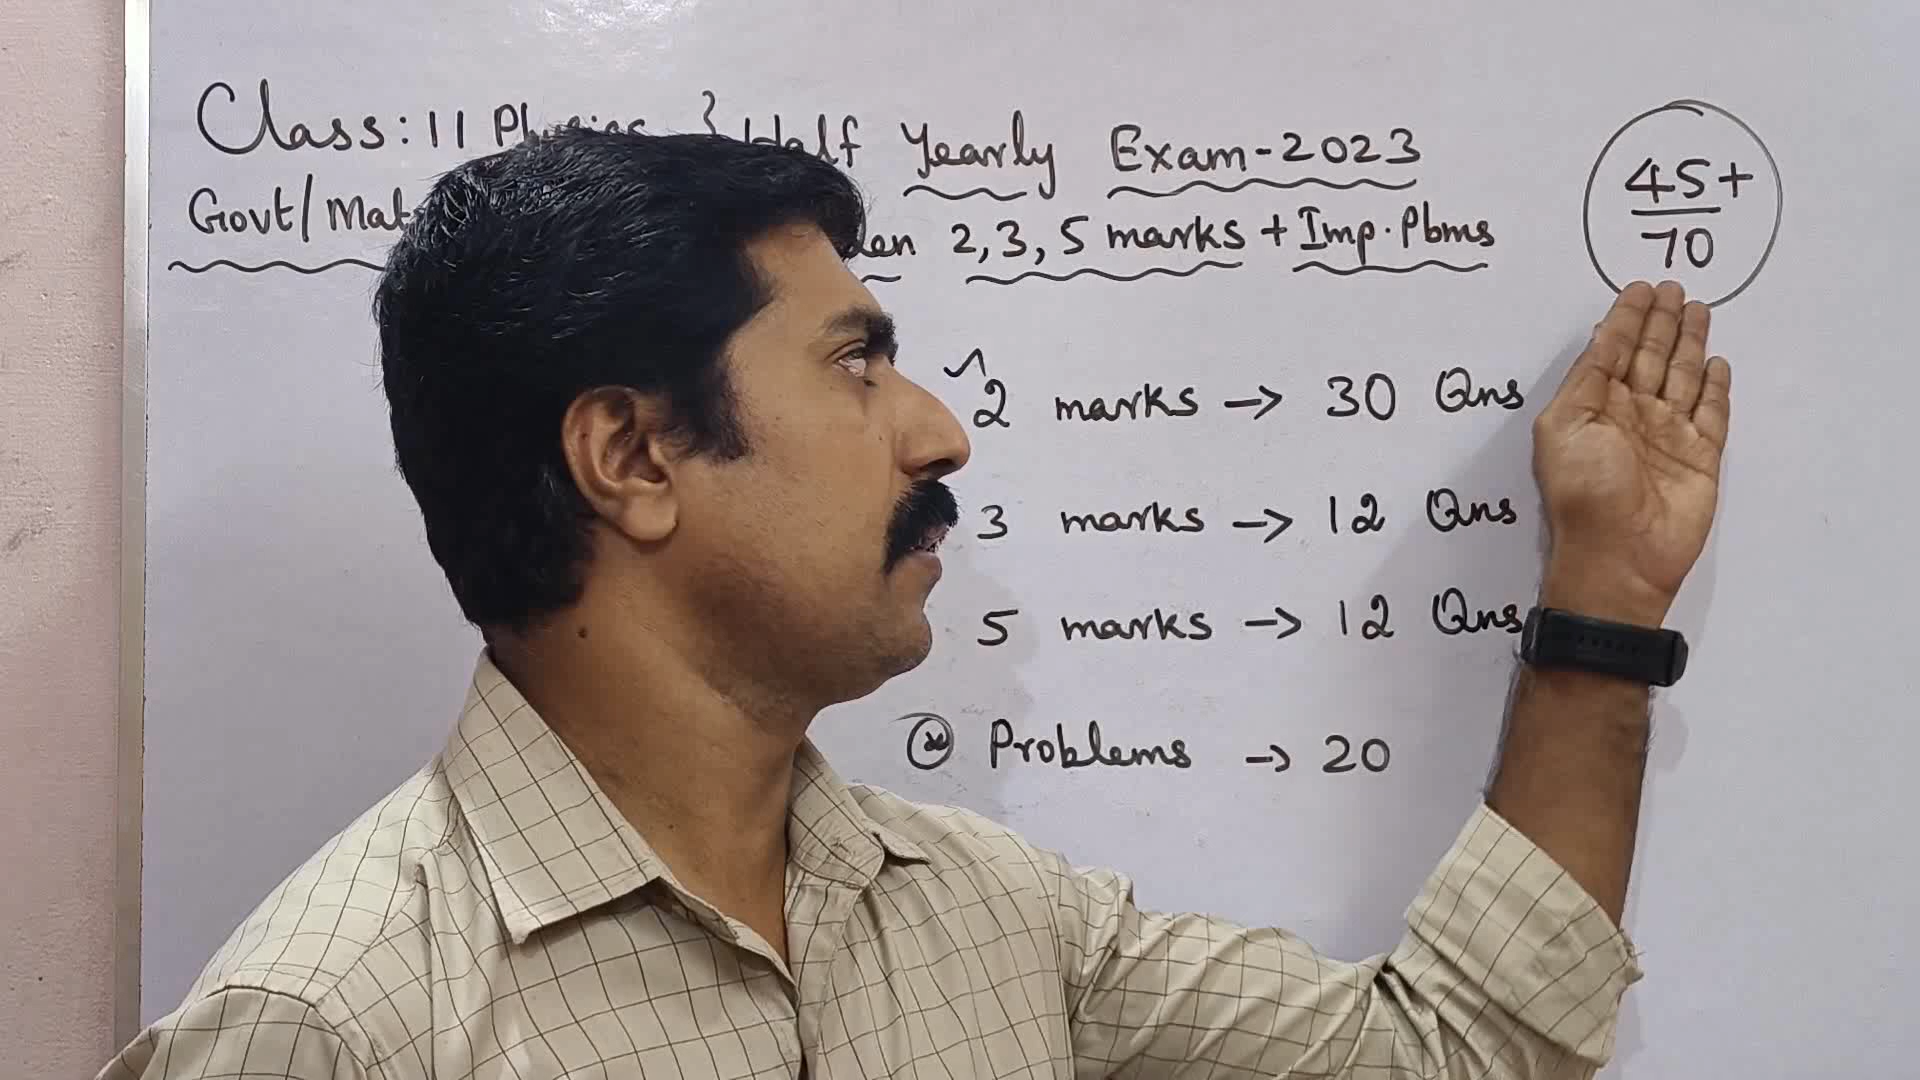 Class: 11 Physics } Half Yearly Exam-2023
Govt/Mat 2, 3, 5 marks + Imp. Pbms
45+
70
2 marks → 30 Qns
3 marks → 12 Qns
5 marks → 12 Qns
Problems → 20